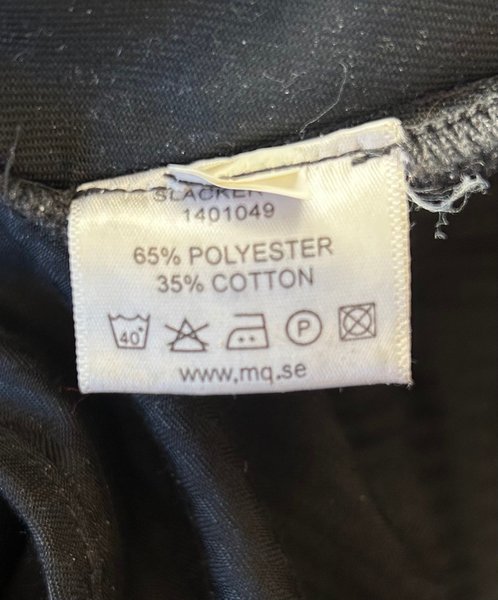 1401049
65% POLYESTER
35% COTTON
40°
P
www.mq.se